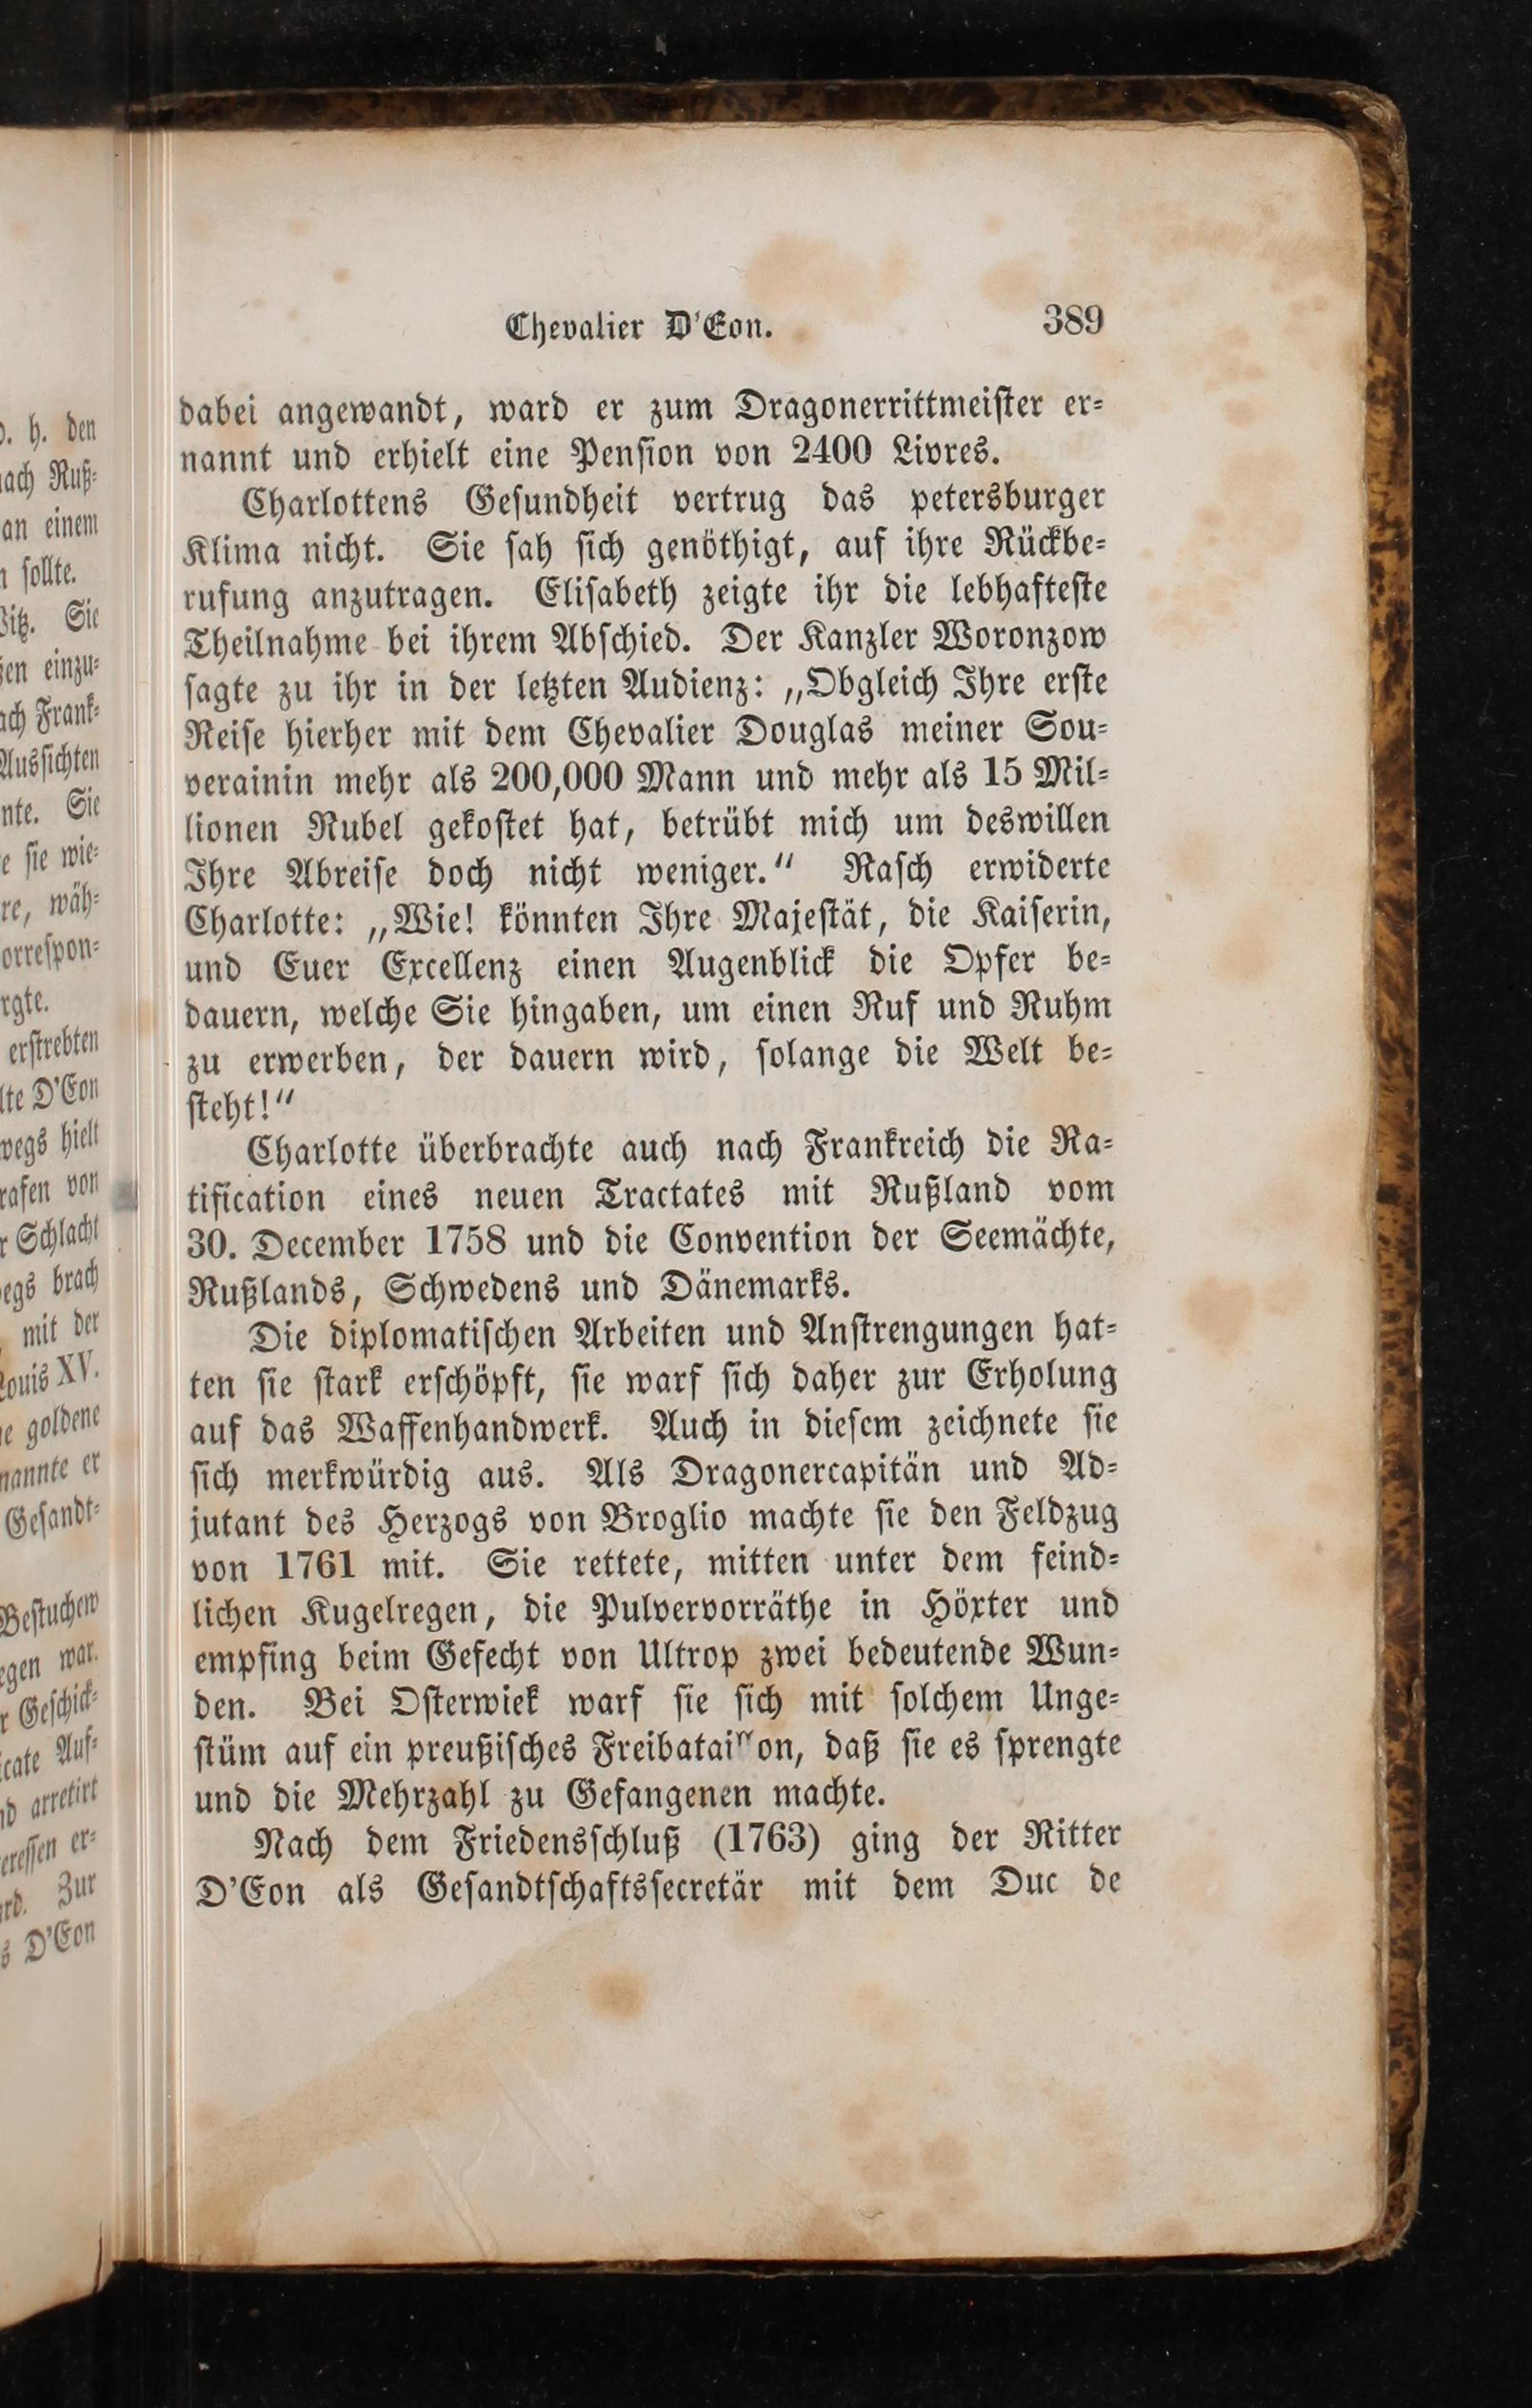 Chevalier D'Eon. 389
dabei angewandt, ward er zum Dragonerrittmeister er-
nannt und erhielt eine Pension von 2400 Livres.
Charlottens Gesundheit vertrug das petersburger
Klima nicht. Sie sah sich genöthigt, auf ihre Rückbe-
rufung anzutragen. Elisabeth zeigte ihr die lebhafteste
Theilnahme bei ihrem Abschied. Der Kanzler Woronzow
sagte zu ihr in der letzten Audienz: „Obgleich Ihre erste
Reise hierher mit dem Chevalier Douglas meiner Sou-
verainin mehr als 200,000 Mann und mehr als 15 Mil-
lionen Rubel gekostet hat, betrübt mich um deswillen
Ihre Abreise doch nicht weniger.“ Rasch erwiderte
Charlotte: „Wie! könnten Ihre Majestät, die Kaiserin,
und Euer Excellenz einen Augenblick die Opfer be-
dauern, welche Sie hingaben, um einen Ruf und Ruhm
zu erwerben, der dauern wird, solange die Welt be-
steht!“
Charlotte überbrachte auch nach Frankreich die Ra-
tification eines neuen Tractates mit Rußland vom
30. December 1758 und die Convention der Seemächte,
Rußlands, Schwedens und Dänemarks.
Die diplomatischen Arbeiten und Anstrengungen hat-
ten sie stark erschöpft, sie warf sich daher zur Erholung
auf das Waffenhandwerk. Auch in diesem zeichnete sie
sich merkwürdig aus. Als Dragonercapitän und Ad-
jutant des Herzogs von Broglio machte sie den Feldzug
von 1761 mit. Sie rettete, mitten unter dem feind-
lichen Kugelregen, die Pulvervorräthe in Höxter und
empfing beim Gefecht von Ultrop zwei bedeutende Wun-
den. Bei Osterwiek warf sie sich mit solchem Unge-
stüm auf ein preußisches Freibataillon, daß sie es sprengte
und die Mehrzahl zu Gefangenen machte.
Nach dem Friedensschluß (1763) ging der Ritter
D'Eon als Gesandtschaftssecretär mit dem Duc de